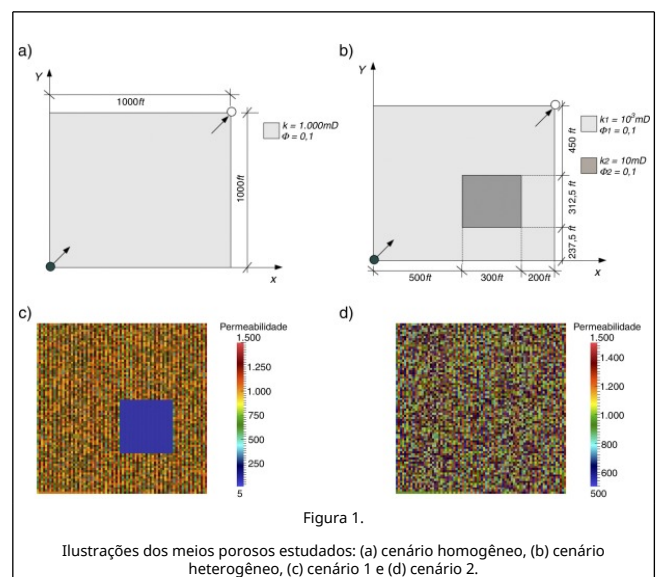 a)
Y
1000ft
k = 1.000mD
Φ = 0,1
1000ft
x
b)
Y
k1 = 10³mD
Φ1 = 0,1
k2 = 10mD
Φ2 = 0,1
450 ft
312,5 ft
237,5 ft
500ft
300ft
200ft
x
c)
Permeabilidade
1.500
1.250
1.000
750
500
250
5
d)
Permeabilidade
1.500
1.400
1.200
1.000
800
600
500
Figura 1.
Ilustrações dos meios porosos estudados: (a) cenário homogêneo, (b) cenário
heterogêneo, (c) cenário 1 e (d) cenário 2.